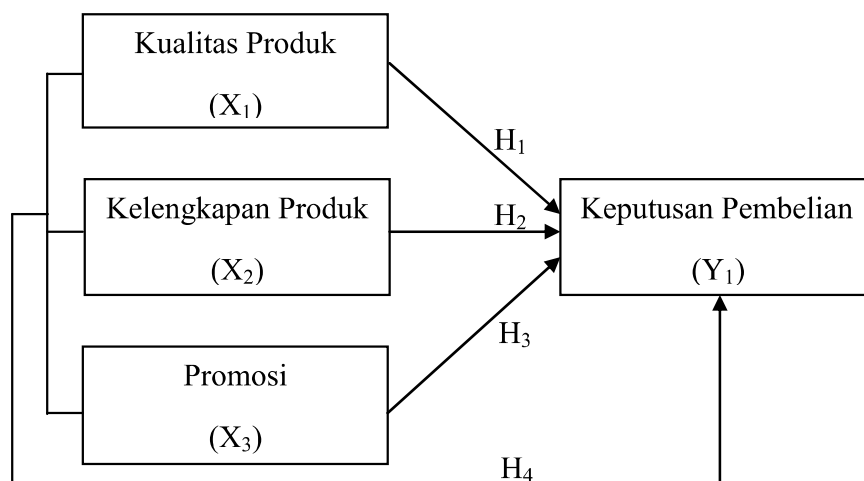 Kualitas Produk
(X₁)
H₁
Kelengkapan Produk
(X₂)
H₂
Keputusan Pembelian
(Y₁)
H₃
Promosi
(X₃)
H₄